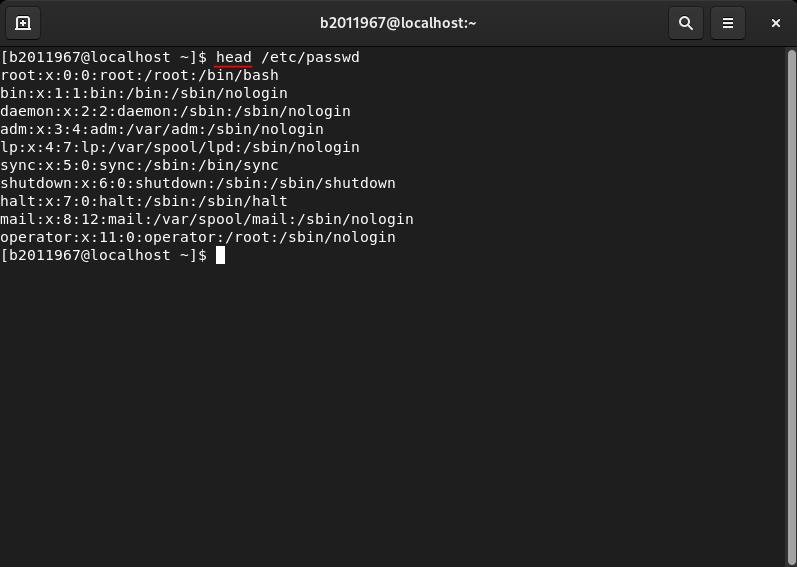 b2011967@localhost:~
[b2011967@localhost ~]$ head /etc/passwd
root:x:0:0:root:/root:/bin/bash
bin:x:1:1:bin:/bin:/sbin/nologin
daemon:x:2:2:daemon:/sbin:/sbin/nologin
adm:x:3:4:adm:/var/adm:/sbin/nologin
lp:x:4:7:lp:/var/spool/lpd:/sbin/nologin
sync:x:5:0:sync:/sbin:/bin/sync
shutdown:x:6:0:shutdown:/sbin:/sbin/shutdown
halt:x:7:0:halt:/sbin:/sbin/halt
mail:x:8:12:mail:/var/spool/mail:/sbin/nologin
operator:x:11:0:operator:/root:/sbin/nologin
[b2011967@localhost ~]$